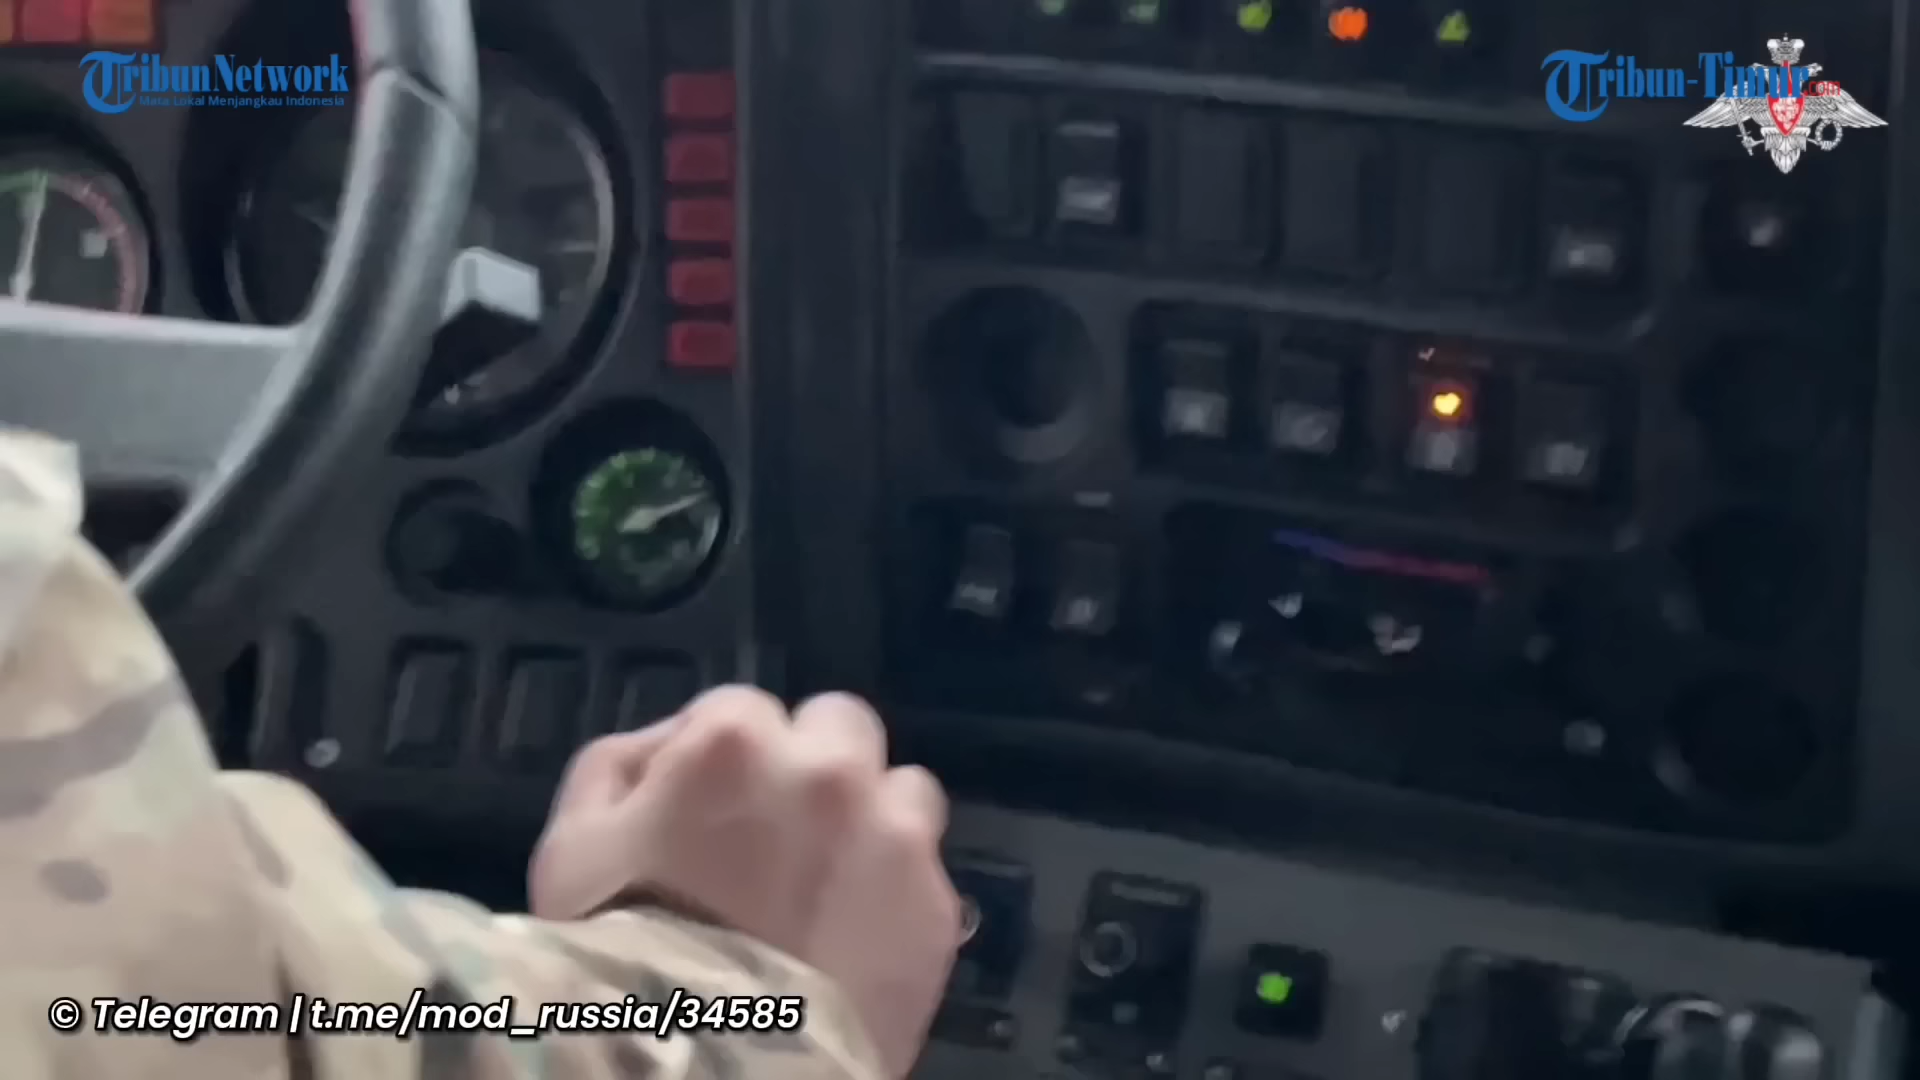 TribunNetwork
Mata Lokal Menjangkau Indonesia
Tribun-Timur.com
© Telegram | t.me/mod_russia/34585